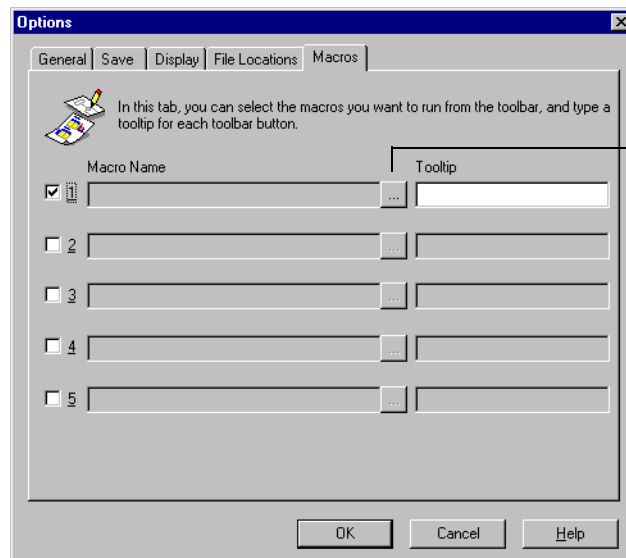 Options
General Save Display File Locations Macros
In this tab, you can select the macros you want to run from the toolbar, and type a
tooltip for each toolbar button.
Macro Name Tooltip
1 ...
2 ...
3 ...
4 ...
5 ...
OK Cancel Help